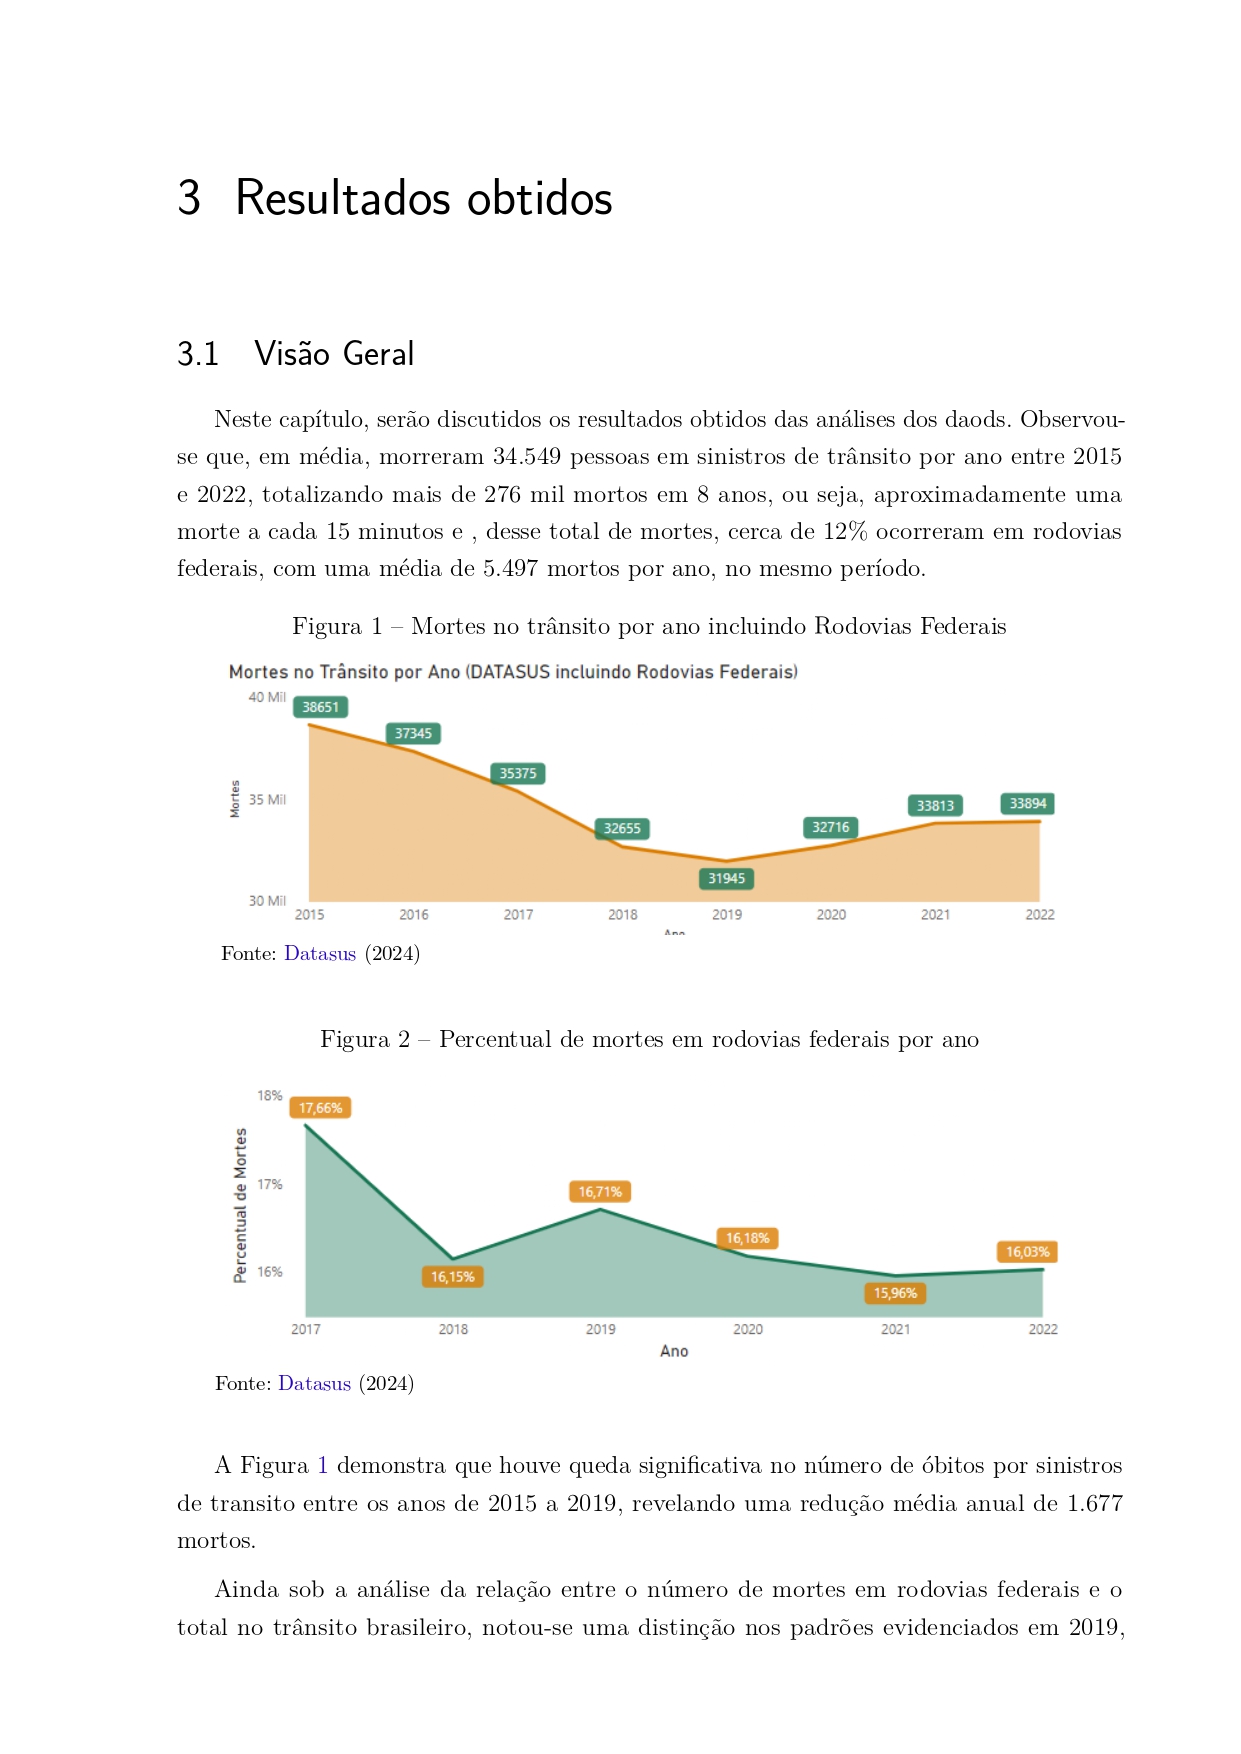 3 Resultados obtidos
3.1 Visão Geral
Neste capítulo, serão discutidos os resultados obtidos das análises dos daods. Observou-
se que, em média, morreram 34.549 pessoas em sinistros de trânsito por ano entre 2015
e 2022, totalizando mais de 276 mil mortos em 8 anos, ou seja, aproximadamente uma
morte a cada 15 minutos e , desse total de mortes, cerca de 12% ocorreram em rodovias
federais, com uma média de 5.497 mortos por ano, no mesmo período.
Figura 1 – Mortes no trânsito por ano incluindo Rodovias Federais
Mortes no Trânsito por Ano (DATASUS incluindo Rodovias Federais)
40 Mil
38651
37345
35375
Mortes
35 Mil
32655
31945
32716
33813
33894
30 Mil
2015 2016 2017 2018 2019 2020 2021 2022
Ano
Fonte: Datasus (2024)
Figura 2 – Percentual de mortes em rodovias federais por ano
18%
17,66%
Percentual de Mortes
17%
16,71%
16,18%
16,03%
16%
16,15%
15,96%
2017 2018 2019 2020 2021 2022
Ano
Fonte: Datasus (2024)
A Figura 1 demonstra que houve queda significativa no número de óbitos por sinistros
de transito entre os anos de 2015 a 2019, revelando uma redução média anual de 1.677
mortos.
Ainda sob a análise da relação entre o número de mortes em rodovias federais e o
total no trânsito brasileiro, notou-se uma distinção nos padrões evidenciados em 2019,